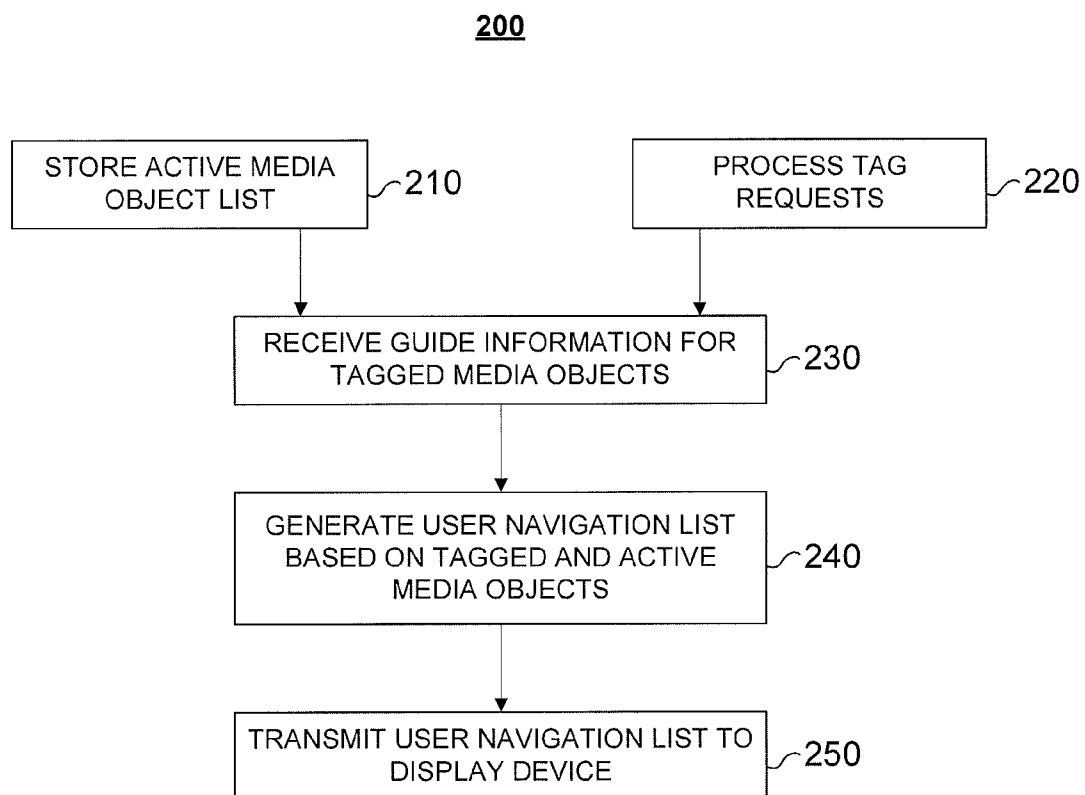 200
STORE ACTIVE MEDIA
OBJECT LIST
210
PROCESS TAG
REQUESTS
220
RECEIVE GUIDE INFORMATION FOR
TAGGED MEDIA OBJECTS
230
GENERATE USER NAVIGATION LIST
BASED ON TAGGED AND ACTIVE
MEDIA OBJECTS
240
TRANSMIT USER NAVIGATION LIST TO
DISPLAY DEVICE
250